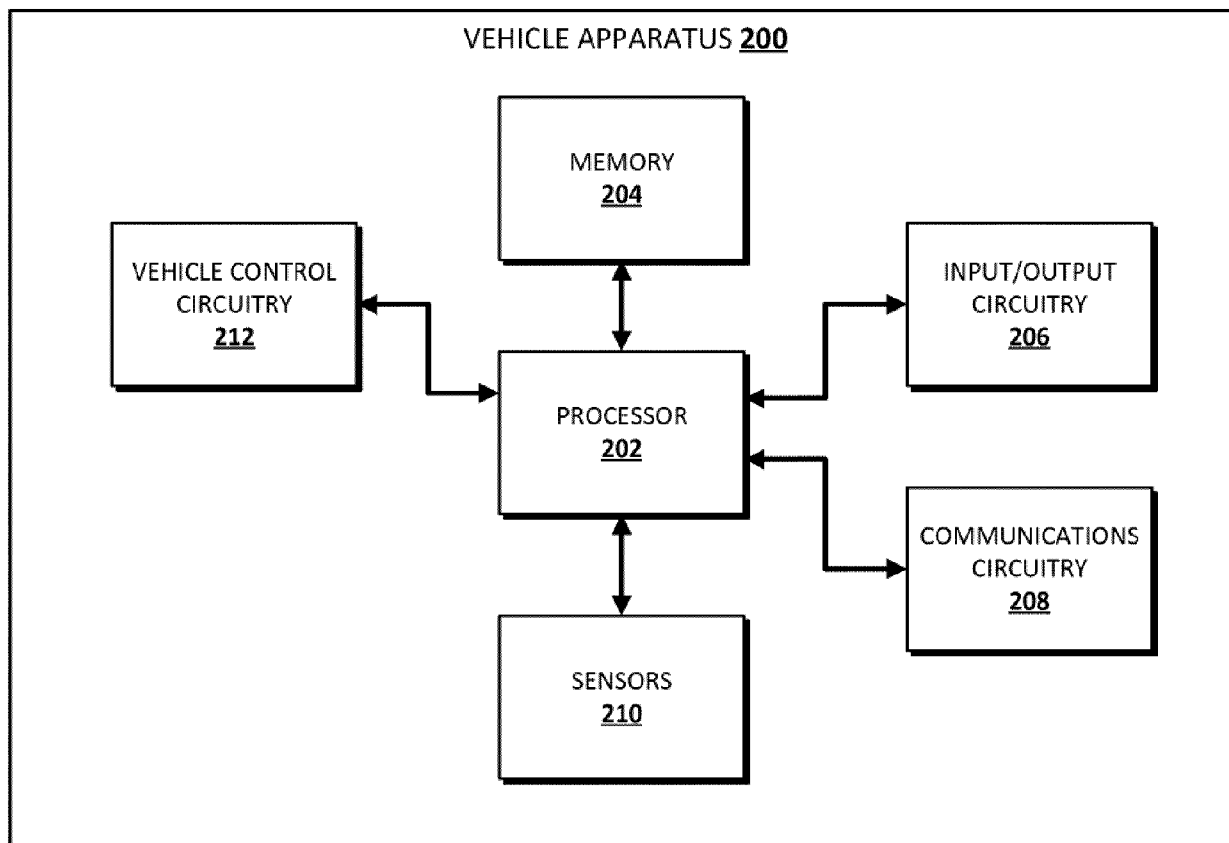 VEHICLE APPARATUS 200
MEMORY
204
VEHICLE CONTROL
CIRCUITRY
212
INPUT/OUTPUT
CIRCUITRY
206
PROCESSOR
202
COMMUNICATIONS
CIRCUITRY
208
SENSORS
210